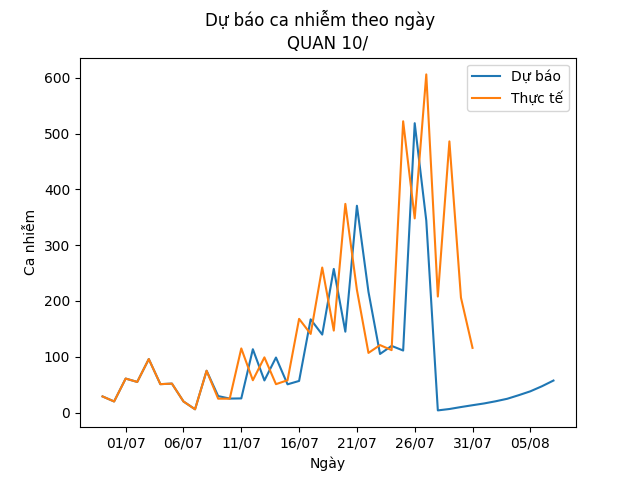 Dự báo ca nhiễm theo ngày
QUAN 10/
Dự báo
Thực tế
Ca nhiễm
600
500
400
300
200
100
0
01/07 06/07 11/07 16/07 21/07 26/07 31/07 05/08
Ngày